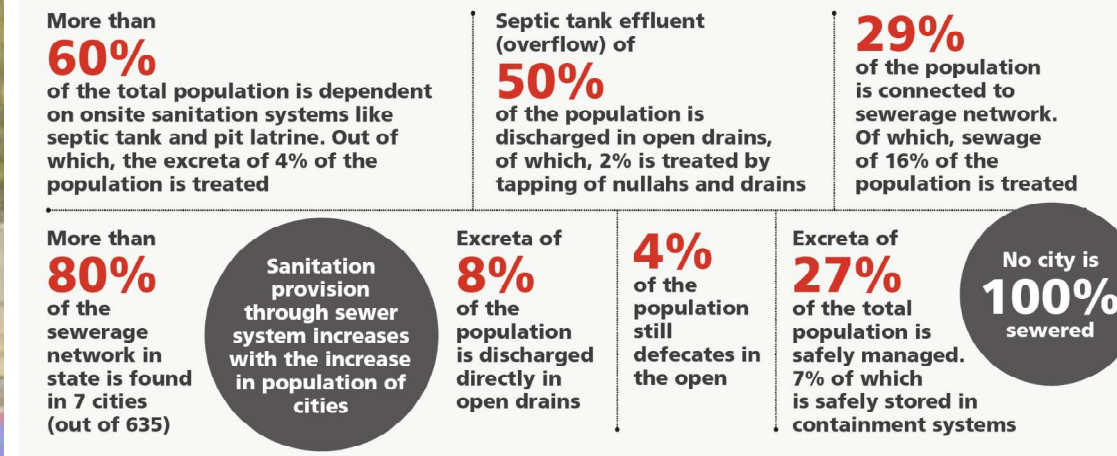 More than
60%
of the total population is dependent
on onsite sanitation systems like
septic tank and pit latrine. Out of
which, the excreta of 4% of the
population is treated
Septic tank effluent
(overflow) of
50%
of the population is
discharged in open drains,
of which, 2% is treated by
tapping of nullahs and drains
29%
of the population
is connected to
sewerage network.
Of which, sewage
of 16% of the
population is treated
More than
80%
of the
sewerage
network in
state is found
in 7 cities
(out of 635)
Sanitation
provision
through sewer
system increases
with the increase
in population of
cities
Excreta of
8%
of the
population
is discharged
directly in
open drains
4%
of the
population
still
defecates in
the open
Excreta of
27%
of the total
population is
safely managed.
7% of which
is safely stored in
containment systems
No city is
100%
sewered